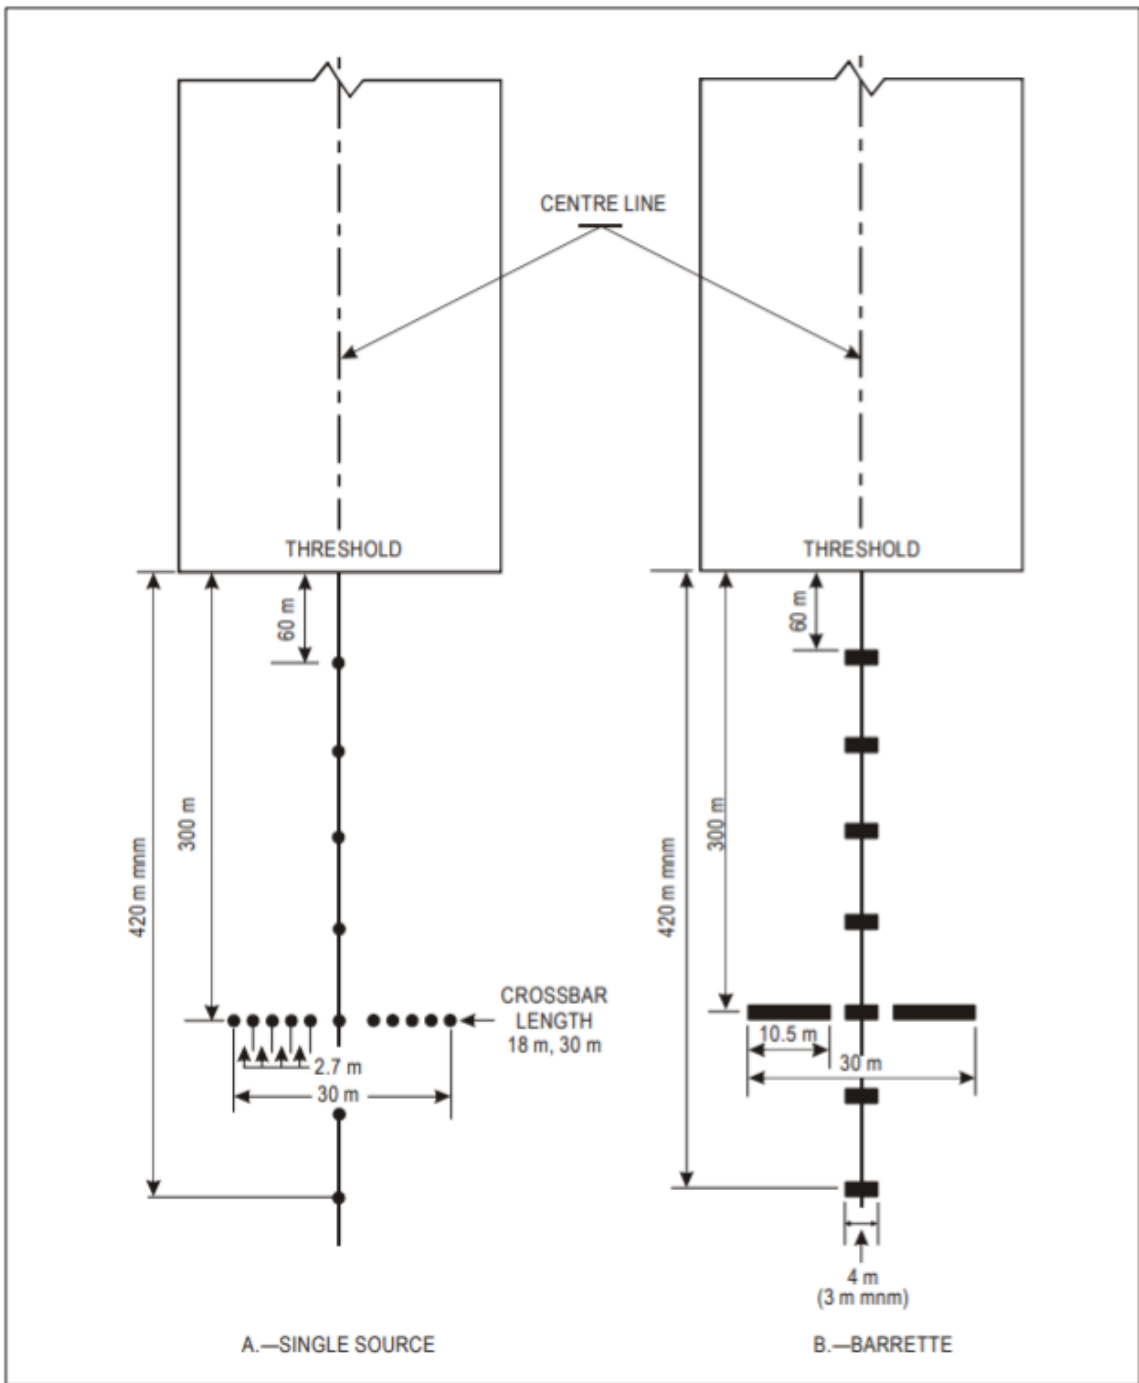 CENTRE LINE
THRESHOLD
THRESHOLD
60 m
60 m
300 m
300 m
420 m mnm
420 m mnm
CROSSBAR
LENGTH
18 m, 30 m
2.7 m
30 m
10.5 m
30 m
4 m
(3 m mnm)
A.—SINGLE SOURCE
B.—BARRETTE